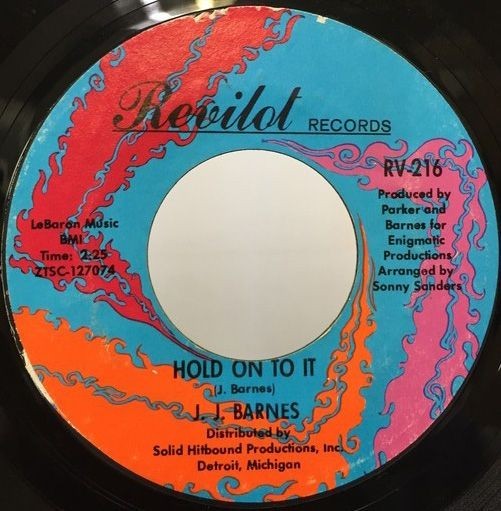 Revilot RECORDS
RV-216
Produced by
Parker and
Barnes for
Enigmatic
Productions
Arranged by
Sonny Sanders
LeBaron Music
BMI
Time: 2:25
ZTSC-127074
HOLD ON TO IT
(J. Barnes)
J. J. BARNES
Distributed by
Solid Hitbound Productions, Inc.
Detroit, Michigan